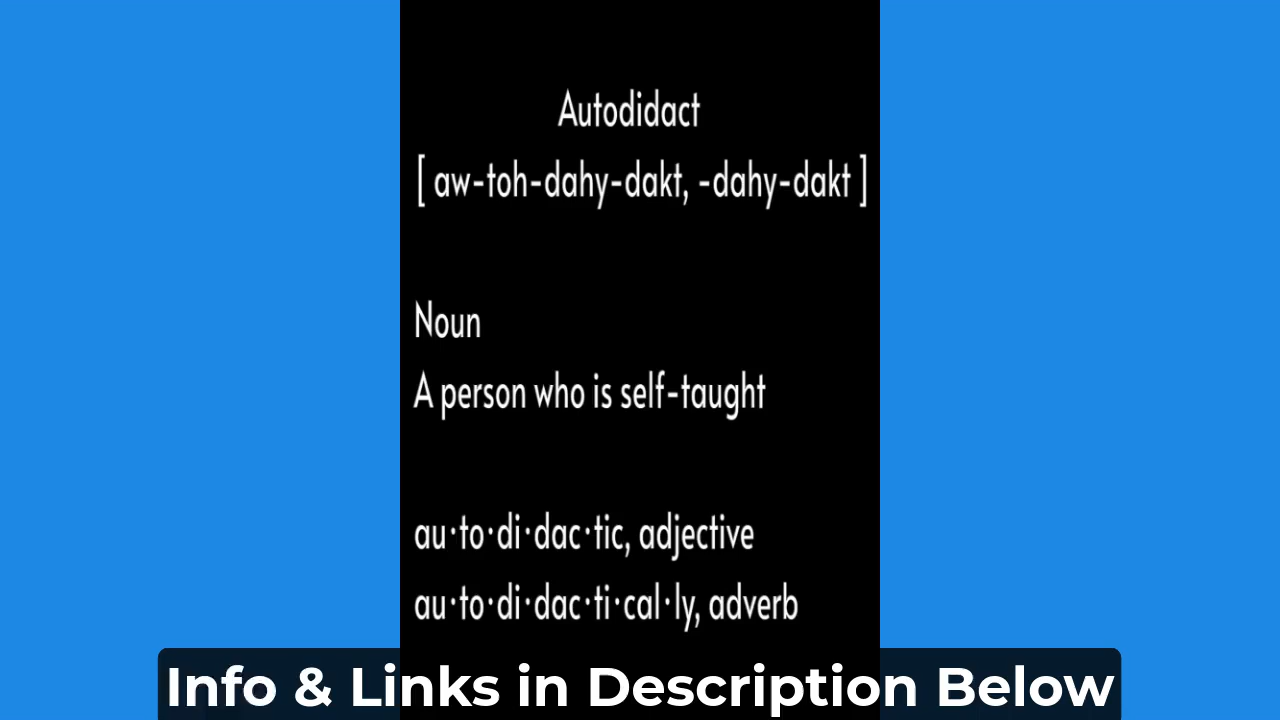 Autodidact
[ aw-toh-dahy-dakt, -dahy-dakt ]
Noun
A person who is self-taught
au·to·di·dac·tic, adjective
au·to·di·dac·ti·cal·ly, adverb
Info & Links in Description Below